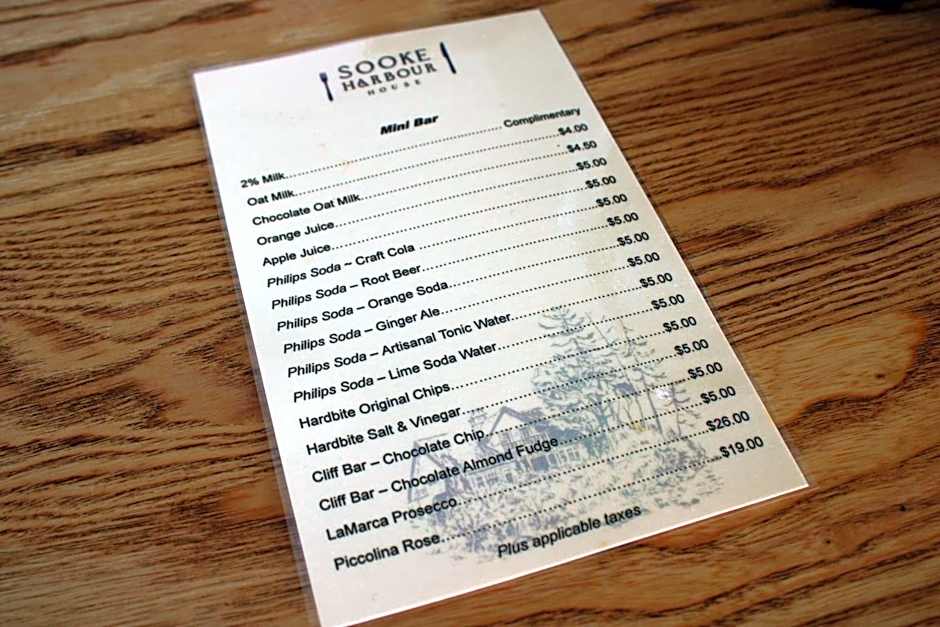 SOOKE
HARBOUR
HOUSE
Mini Bar
2% Milk.......................................................... Complimentary
Oat Milk.......................................................................$4.00
Chocolate Oat Milk.......................................................$4.50
Orange Juice................................................................$5.00
Apple Juice...................................................................$5.00
Philips Soda ~ Craft Cola .............................................$5.00
Philips Soda – Root Beer..............................................$5.00
Philips Soda – Orange Soda.........................................$5.00
Philips Soda – Ginger Ale.............................................$5.00
Philips Soda – Artisanal Tonic Water.............................$5.00
Philips Soda – Lime Soda Water..................................$5.00
Hardbite Original Chips.................................................$5.00
Hardbite Salt & Vinegar.................................................$5.00
Cliff Bar – Chocolate Chip.............................................$5.00
Cliff Bar – Chocolate Almond Fudge.............................$5.00
LaMarca Prosecco........................................................$26.00
Piccolina Rose..............................................................$19.00
Plus applicable taxes